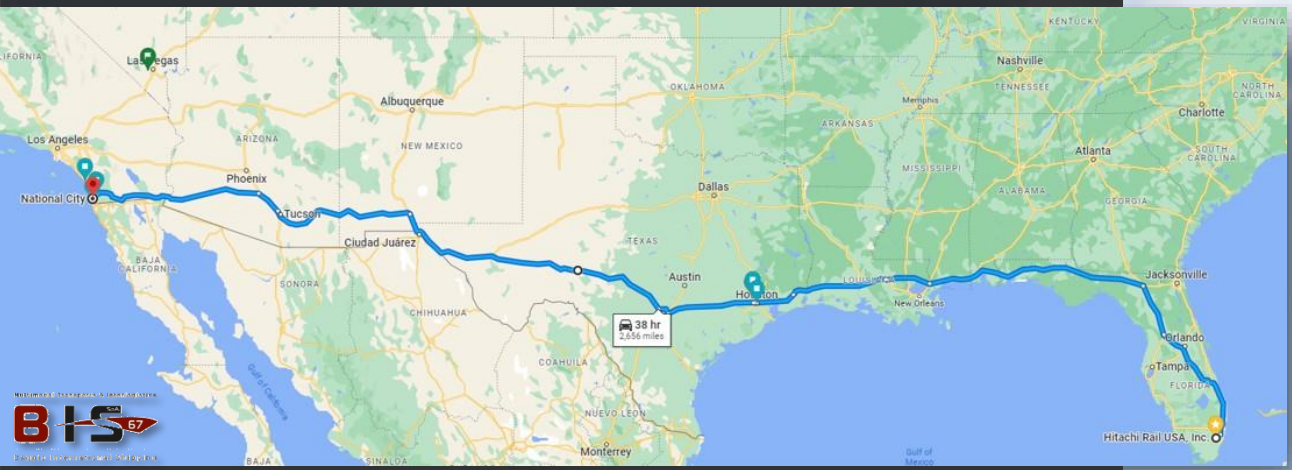 KENTUCKY
VIRGINIA
LIFORNIA
Las Vegas
Nashville
OKLAHOMA
TENNESSEE
NORTH
CAROLINA
Albuquerque
Memphis
Charlotte
Los Angeles
ARIZONA
NEW MEXICO
ARKANSAS
Atlanta
SOUTH
CAROLINA
Phoenix
MISSISSIPPI
Dallas
ALABAMA
National City
GEORGIA
Tucson
Ciudad Juárez
TEXAS
BAJA
CALIFORNIA
SONORA
Austin
LOUISIANA
Jacksonville
Houston
New Orleans
CHIHUAHUA
38 hr
2,656 miles
Orlando
COAHUILA
Tampa
Gulf of
California
FLORIDA
NUEVO LEON
BIS
SpA
67
Hitachi Rail USA, Inc.
Monterrey
Gulf of
Mexico
BAJA
SINALOA